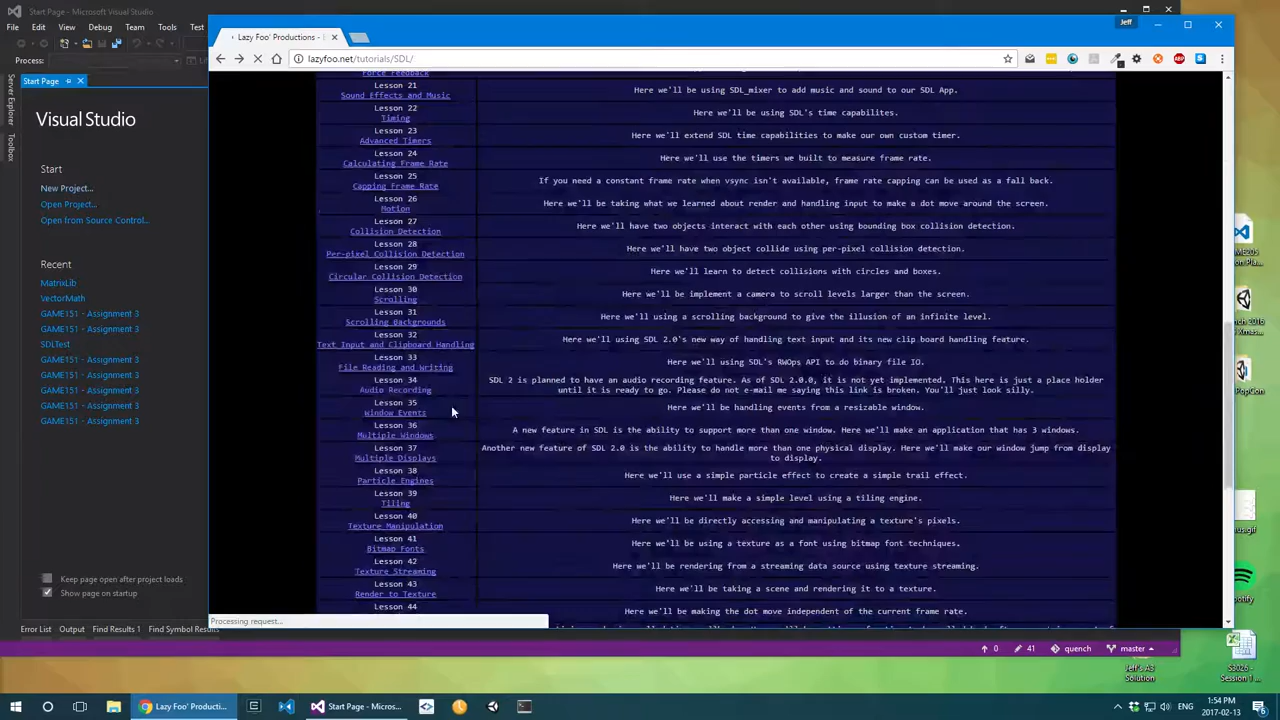 Start Page - Microsoft Visual Studio
File Edit View Debug Team Tools Test
Process:
Server Explorer
Toolbox
Start Page
Visual Studio
Start
New Project...
Open Project...
Open from Source Control...
Recent
MatrixLib
VectorMath
GAME151 - Assignment 3
GAME151 - Assignment 3
SDLTest
GAME151 - Assignment 3
GAME151 - Assignment 3
GAME151 - Assignment 3
GAME151 - Assignment 3
GAME151 - Assignment 3
Keep page open after project loads
Show page on startup
Error List Output Find Results 1 Find Symbol Results
Lazy Foo' Productions -
Jeff
lazyfoo.net/tutorials/SDL/
Force Feedback
Lesson 21
Sound Effects and Music
Here we'll be using SDL_mixer to add music and sound to our SDL App.
Lesson 22
Timing
Here we'll be using SDL's time capabilites.
Lesson 23
Advanced Timers
Here we'll extend SDL time capabilities to make our own custom timer.
Lesson 24
Calculating Frame Rate
Here we'll use the timers we built to measure frame rate.
Lesson 25
Capping Frame Rate
If you need a constant frame rate when vsync isn't available, frame rate capping can be used as a fall back.
Lesson 26
Motion
Here we'll be taking what we learned about render and handling input to make a dot move around the screen.
Lesson 27
Collision Detection
Here we'll have two objects interact with each other using bounding box collision detection.
Lesson 28
Per-pixel Collision Detection
Here we'll have two object collide using per-pixel collision detection.
Lesson 29
Circular Collision Detection
Here we'll learn to detect collisions with circles and boxes.
Lesson 30
Scrolling
Here we'll be implement a camera to scroll levels larger than the screen.
Lesson 31
Scrolling Backgrounds
Here we'll using a scrolling background to give the illusion of an infinite level.
Lesson 32
Text Input and Clipboard Handling
Here we'll using SDL 2.0's new way of handling text input and its new clip board handling feature.
Lesson 33
File Reading and Writing
Here we'll using SDL's RWOps API to do binary file IO.
Lesson 34
Audio Recording
SDL 2 is planned to have an audio recording feature. As of SDL 2.0.0, it is not yet implemented. This here is just a place holder
until it is ready to go. Please do not e-mail me saying this link is broken. You'll just look silly.
Lesson 35
Window Events
Here we'll be handling events from a resizable window.
Lesson 36
Multiple Windows
A new feature in SDL is the ability to support more than one window. Here we'll make an application that has 3 windows.
Lesson 37
Multiple Displays
Another new feature of SDL 2.0 is the ability to handle more than one physical display. Here we'll make our window jump from display
to display.
Lesson 38
Particle Engines
Here we'll use a simple particle effect to create a simple trail effect.
Lesson 39
Tiling
Here we'll make a simple level using a tiling engine.
Lesson 40
Texture Manipulation
Here we'll be directly accessing and manipulating a texture's pixels.
Lesson 41
Bitmap Fonts
Here we'll be using a texture as a font using bitmap font techniques.
Lesson 42
Texture Streaming
Here we'll be rendering from a streaming data source using texture streaming.
Lesson 43
Render to Texture
Here we'll be taking a scene and rendering it to a texture.
Lesson 44
Here we'll be making the dot move independent of the current frame rate.
Processing request...
0 41 quench master
Jeff's A3
Solution
S3026 -
Session 1 ...
Lazy Foo' Producti...
Start Page - Micros...
ENG
1:54 PM
2017-02-13